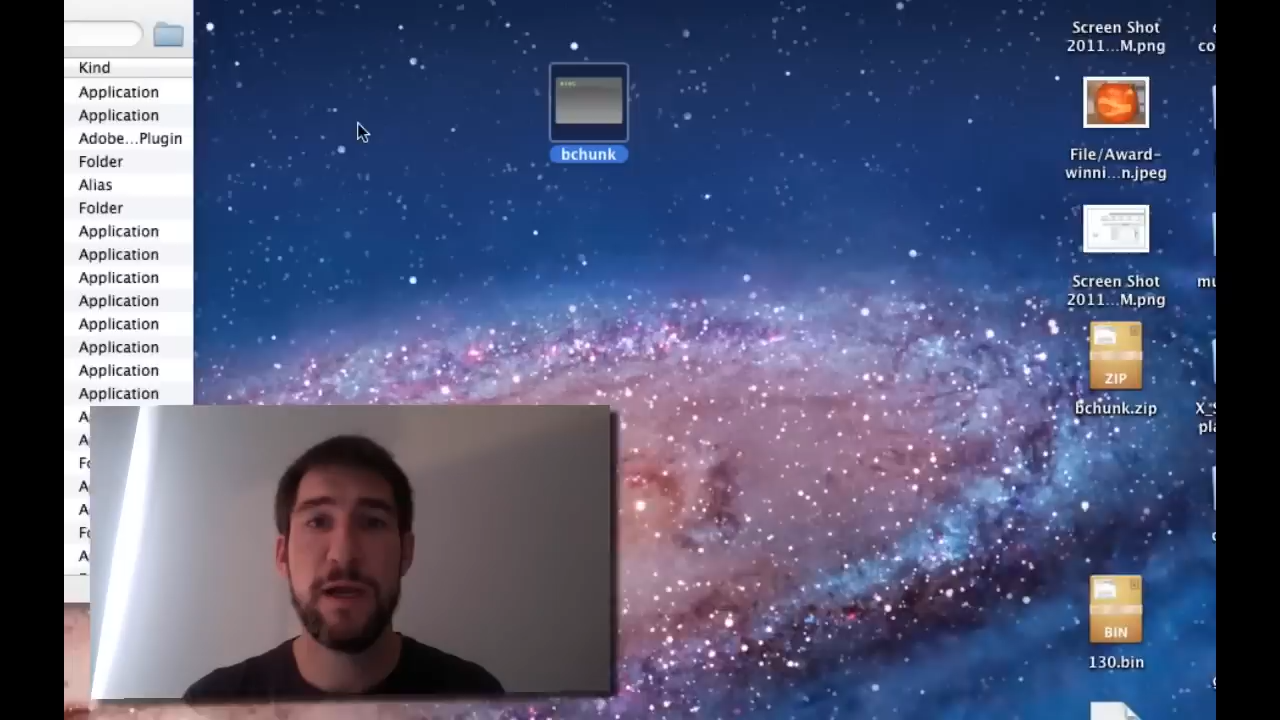 Kind
Application
Application
Adobe...Plugin
Folder
Alias
Folder
Application
Application
Application
Application
Application
Application
Application
Application
exec
bchunk
Screen Shot
2011...M.png
File/Award-
winni...n.jpeg
Screen Shot
2011...M.png
ZIP
bchunk.zip
BIN
130.bin